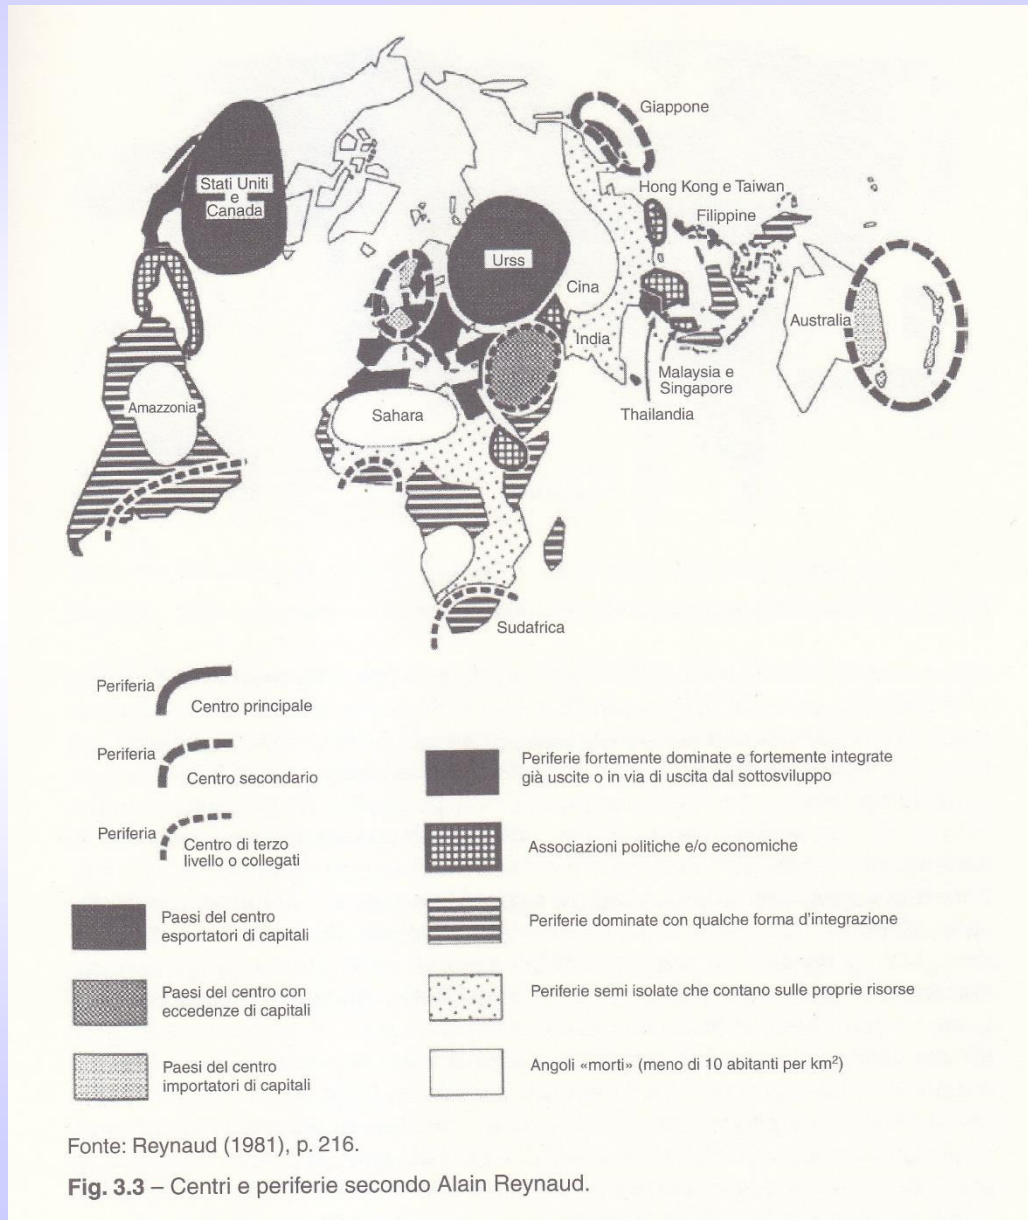 Giappone
Stati Uniti
e
Canada
Hong Kong e Taiwan
Filippine
Urss
Cina
India
Australia
Malaysia e
Singapore
Thailandia
Amazzonia
Sahara
Sudafrica
Periferia
Centro principale
Periferia
Centro secondario
Periferia
Centro di terzo
livello o collegati
Paesi del centro
esportatori di capitali
Paesi del centro con
eccedenze di capitali
Paesi del centro
importatori di capitali
Periferie fortemente dominate e fortemente integrate
già uscite o in via di uscita dal sottosviluppo
Associazioni politiche e/o economiche
Periferie dominate con qualche forma d'integrazione
Periferie semi isolate che contano sulle proprie risorse
Angoli «morti» (meno di 10 abitanti per km²)
Fonte: Reynaud (1981), p. 216.
Fig. 3.3 – Centri e periferie secondo Alain Reynaud.